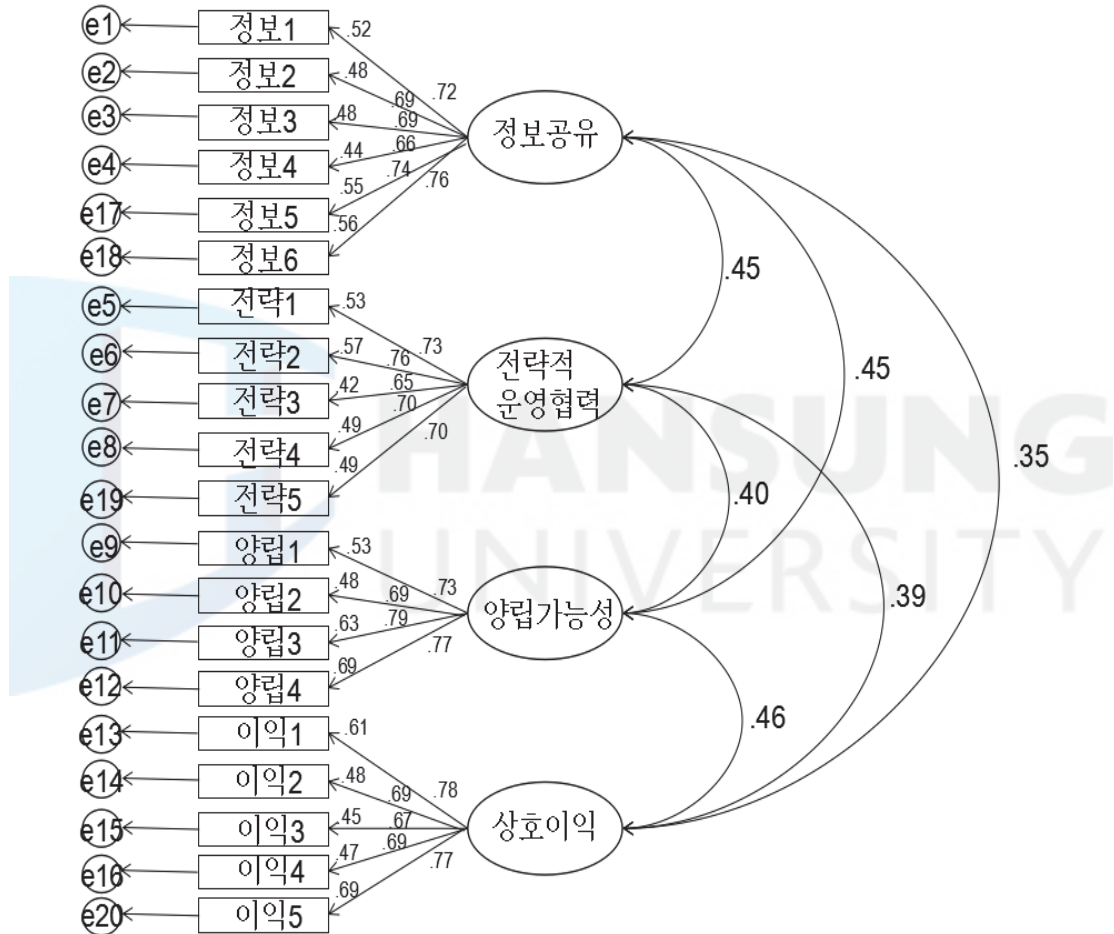 e1
정보1
.52
e2
정보2
.48
.72
e3
정보3
.48
.69
.69
정보공유
e4
정보4
.44
.66
e17
정보5
.55
.74
.76
e18
정보6
.56
.45
e5
전략1
.53
e6
전략2
.57
.73
.76
전략적
운영협력
.45
e7
전략3
.42
.65
e8
전략4
.49
.70
.70
e19
전략5
.49
.40
.35
HANSUNG
UNIVERSITY
e9
양립1
.53
e10
양립2
.48
.73
.69
양립가능성
.39
e11
양립3
.63
.79
.77
e12
양립4
.69
e13
이익1
.61
.46
e14
이익2
.48
.78
.69
e15
이익3
.45
.67
상호이익
e16
이익4
.47
.69
.77
e20
이익5
.69